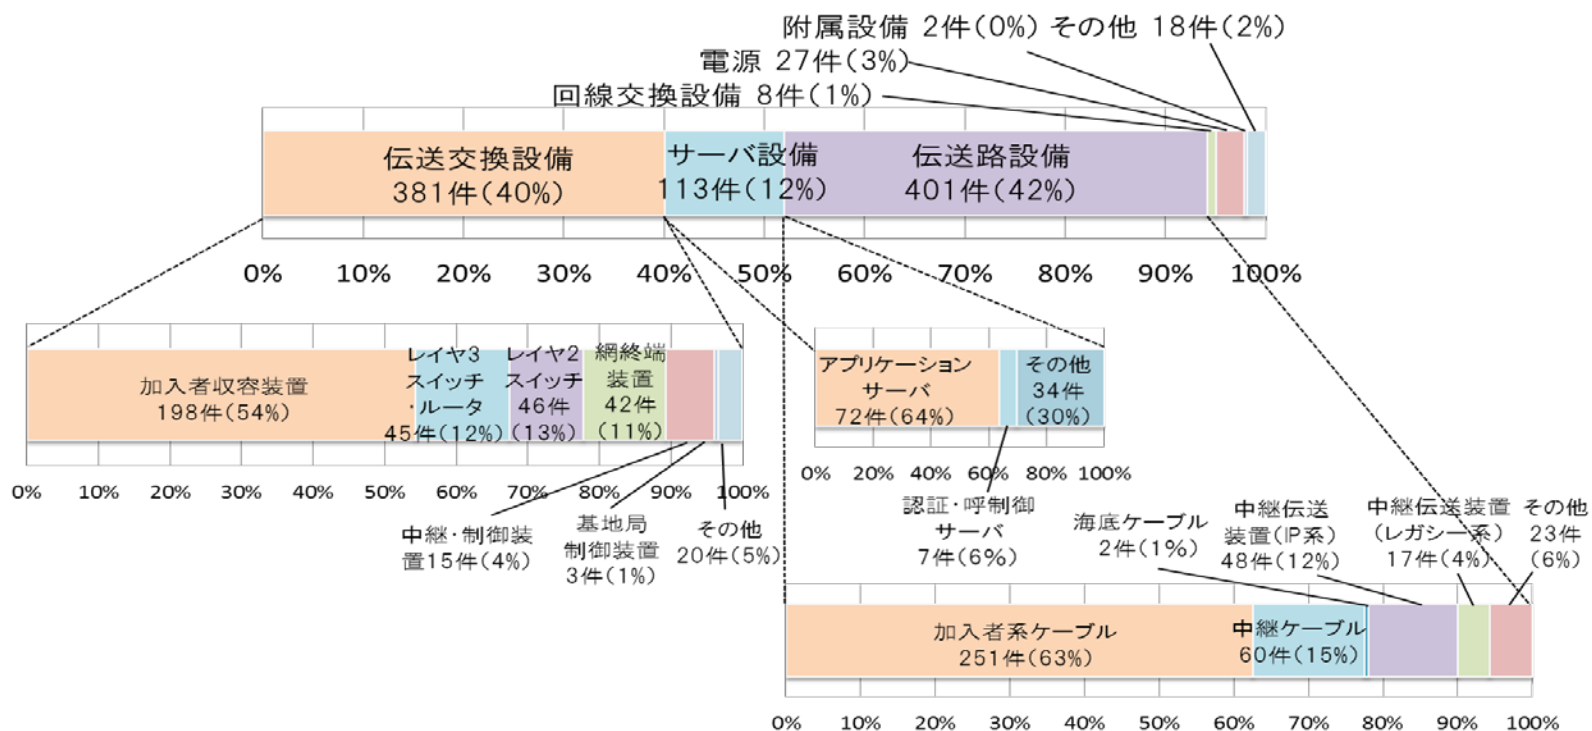 附属設備 2件(0%) その他 18件(2%)
電源 27件(3%)
回線交換設備 8件(1%)
伝送交換設備
381件(40%)
サーバ設備
113件(12%)
伝送路設備
401件(42%)
0% 10% 20% 30% 40% 50% 60% 70% 80% 90% 100%
加入者収容装置
198件(54%)
レイヤ3
スイッチ
・ルータ
45件(12%)
レイヤ2
スイッチ
46件
(13%)
網終端
装置
42件
(11%)
0% 10% 20% 30% 40% 50% 60% 70% 80% 90% 100%
中継・制御装
置15件(4%)
基地局
制御装置
3件(1%)
その他
20件(5%)
アプリケーション
サーバ
72件(64%)
その他
34件
(30%)
0% 20% 40% 60% 80% 100%
認証・呼制御
サーバ
7件(6%)
海底ケーブル
2件(1%)
中継伝送
装置(IP系)
48件(12%)
中継伝送装置
(レガシー系)
17件(4%)
その他
23件
(6%)
加入者系ケーブル
251件(63%)
中継ケーブル
60件(15%)
0% 10% 20% 30% 40% 50% 60% 70% 80% 90% 100%